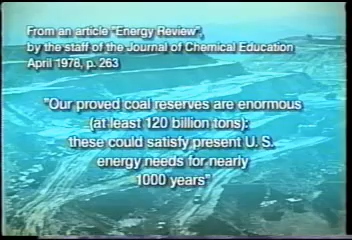 From an article "Energy Review",
by the staff of the Journal of Chemical Education
April 1978, p. 263
"Our proved coal reserves are enormous
(at least 120 billion tons):
these could satisfy present U. S.
energy needs for nearly
1000 years"